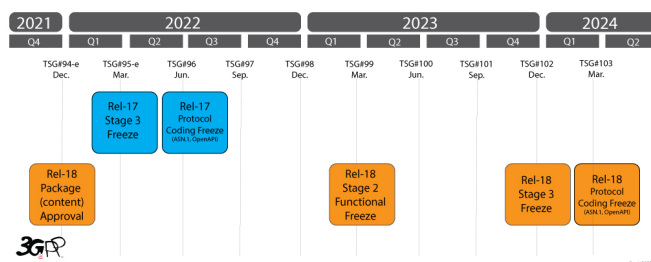 2021 2022 2023 2024
Q4 Q1 Q2 Q3 Q4 Q1 Q2 Q3 Q4 Q1 Q2
TSG#94-e TSG#95-e TSG#96 TSG#97 TSG#98 TSG#99 TSG#100 TSG#101 TSG#102 TSG#103
Dec. Mar. Jun. Sep. Dec. Mar. Jun. Sep. Dec. Mar.
Rel-17
Stage 3
Freeze
Rel-17
Protocol
Coding Freeze
(ASN.1, OpenAPI)
Rel-18
Package
(content)
Approval
Rel-18
Stage 2
Functional
Freeze
Rel-18
Stage 3
Freeze
Rel-18
Protocol
Coding Freeze
(ASN.1, OpenAPI)
3GPP